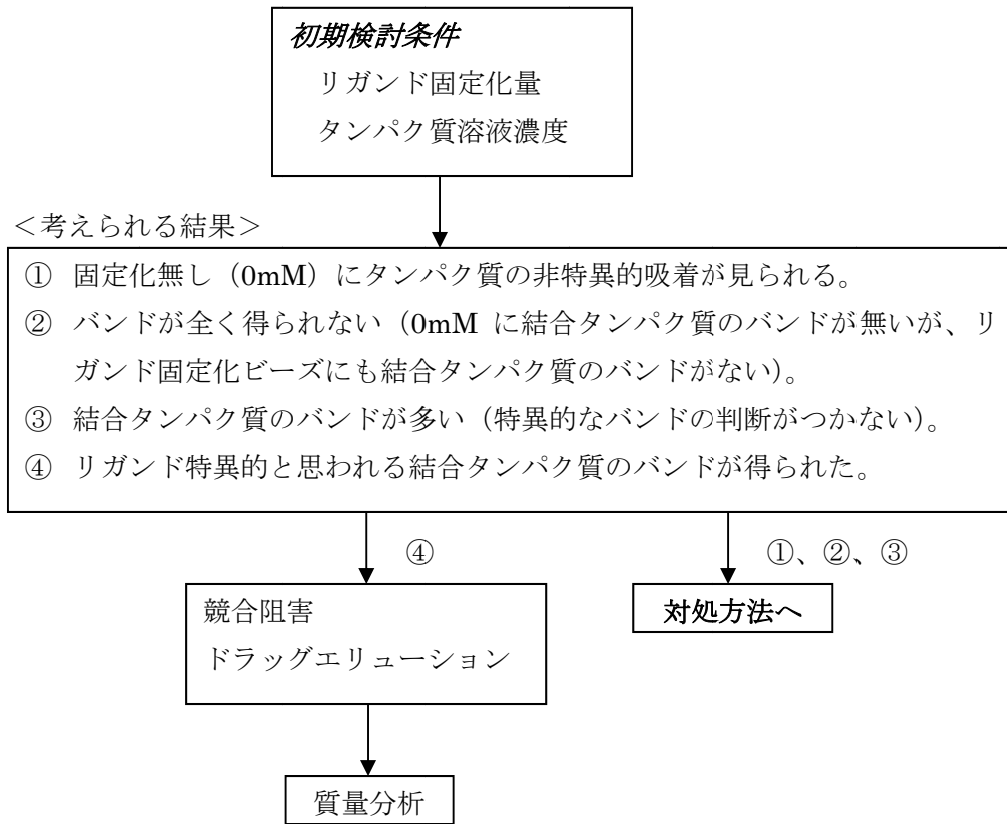 初期検討条件
リガンド固定化量
タンパク質溶液濃度
＜考えられる結果＞
① 固定化無し（0mM）にタンパク質の非特異的吸着が見られる。
② バンドが全く得られない（0mM に結合タンパク質のバンドが無いが、リ
ガンド固定化ビーズにも結合タンパク質のバンドがない）。
③ 結合タンパク質のバンドが多い（特異的なバンドの判断がつかない）。
④ リガンド特異的と思われる結合タンパク質のバンドが得られた。
④
①、②、③
競合阻害
ドラッグエリューション
対処方法へ
質量分析